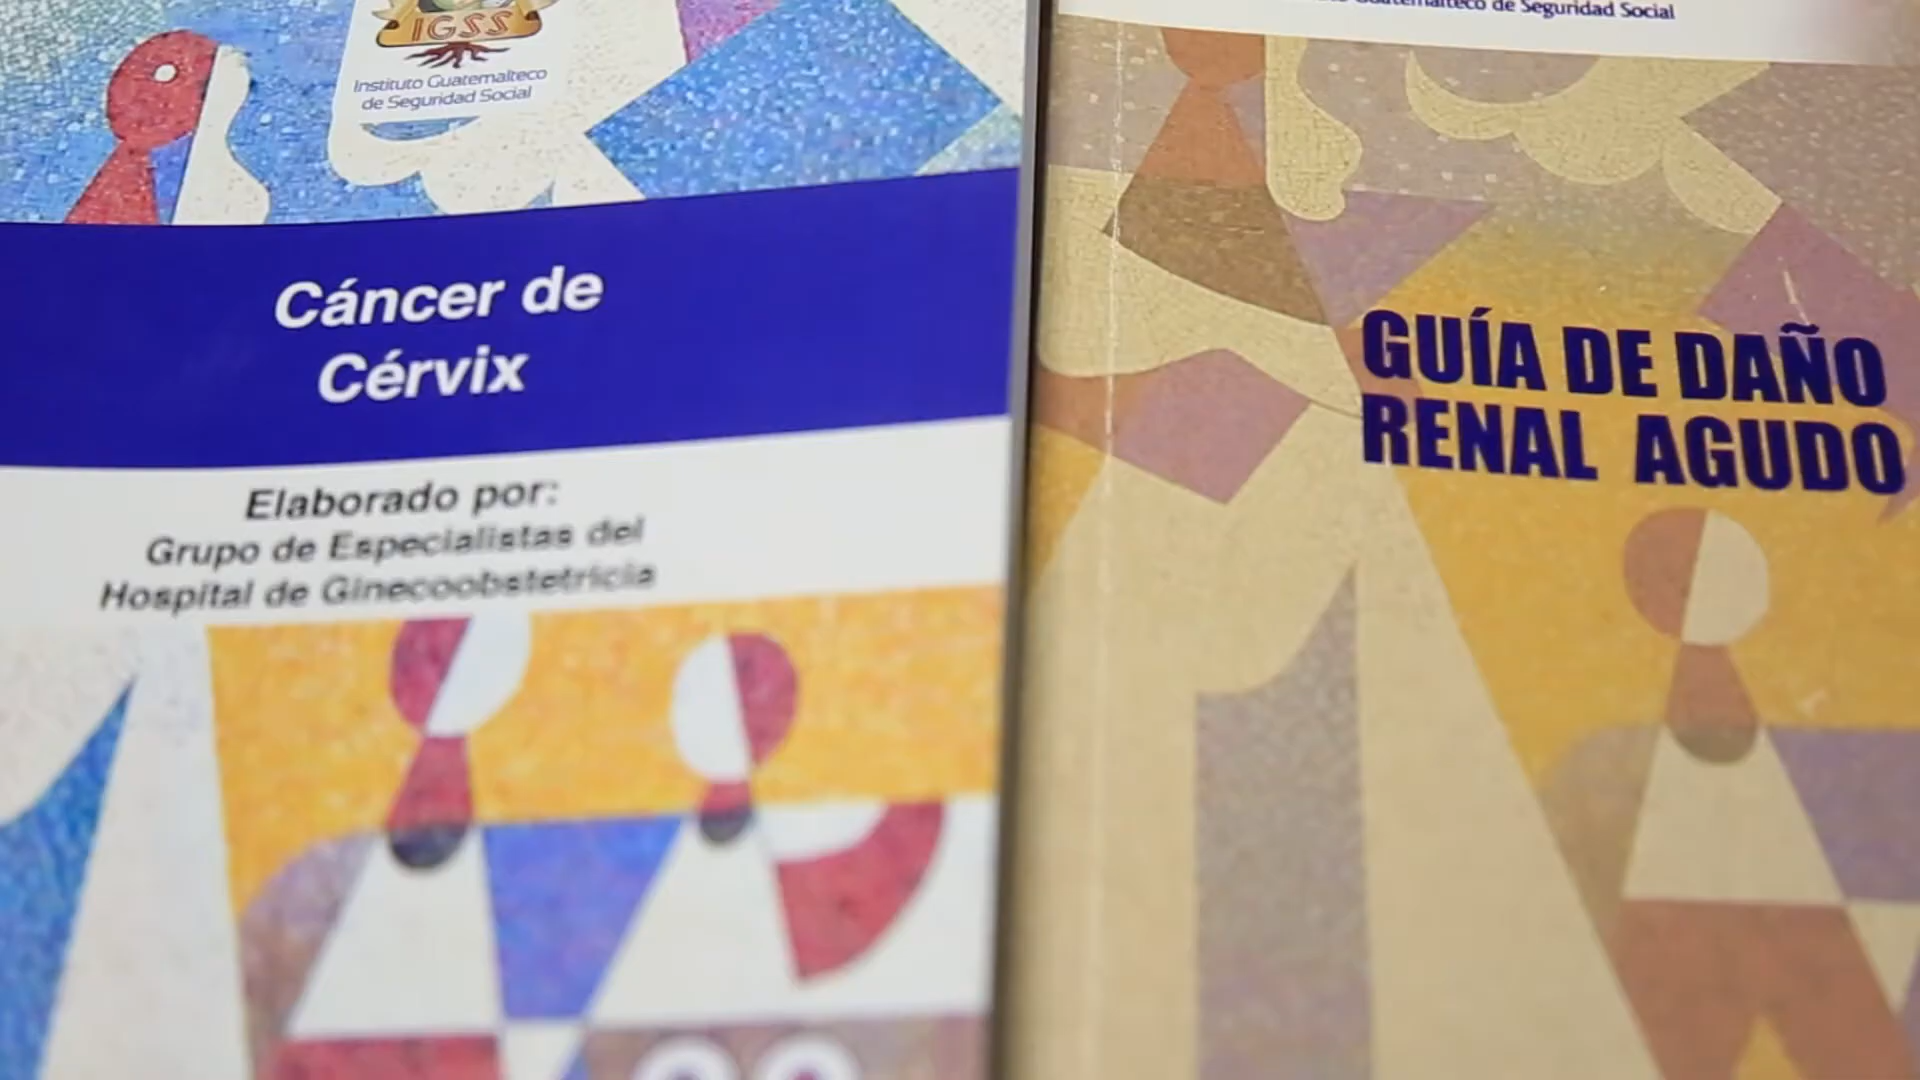 IGSS
Instituto Guatemalteco
de Seguridad Social
Cáncer de
Cérvix
Elaborado por:
Grupo de Especialistas del
Hospital de Ginecoobstetricia
Guatemalteco de Seguridad Social
GUÍA DE DAÑO
RENAL AGUDO